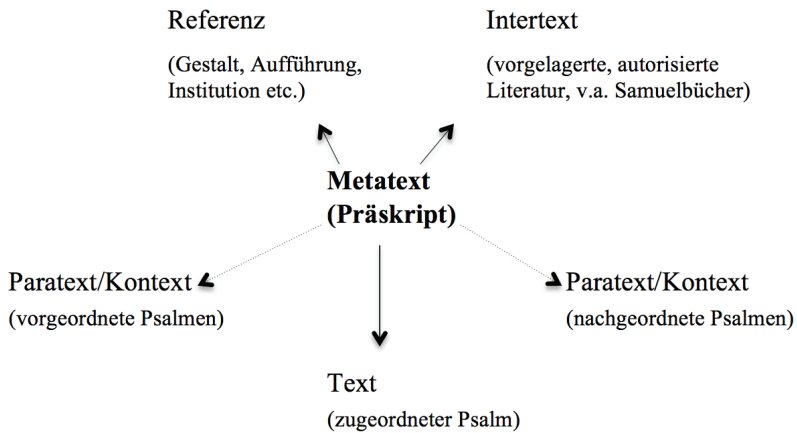 Referenz
(Gestalt, Aufführung,
Institution etc.)
Intertext
(vorgelagerte, autorisierte
Literatur, v.a. Samuelbücher)
Metatext
(Präskript)
Paratext/Kontext
(vorgeordnete Psalmen)
Paratext/Kontext
(nachgeordnete Psalmen)
Text
(zugeordneter Psalm)